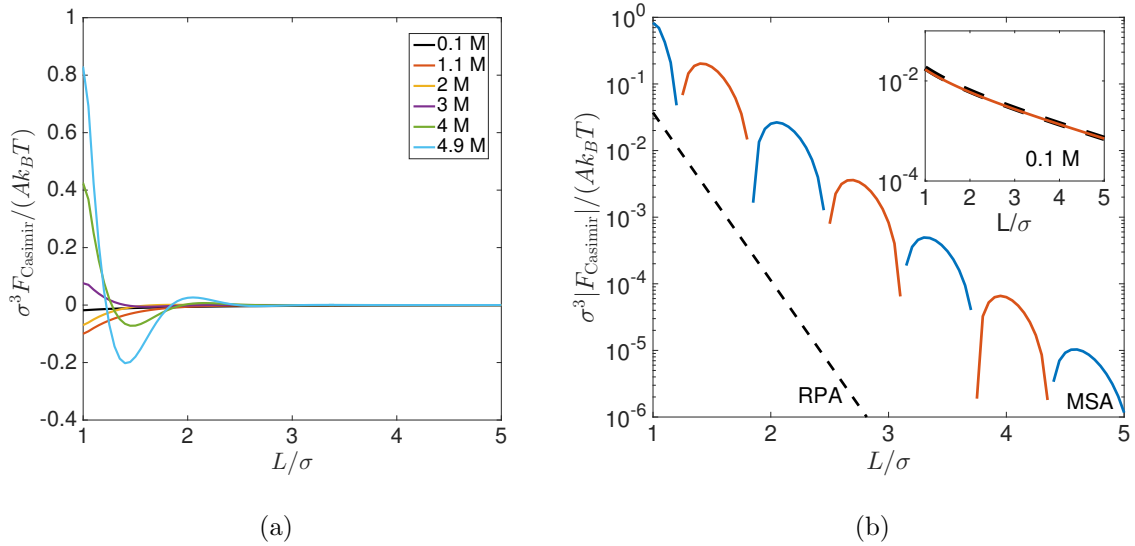 1
0.8
0.6
0.4
0.2
0
-0.2
-0.4
1 2 3 4 5
L/σ
σ³F_Casimir/(Ak_BT)
0.1 M
1.1 M
2 M
3 M
4 M
4.9 M
(a)
10⁰
10⁻¹
10⁻²
10⁻³
10⁻⁴
10⁻⁵
10⁻⁶
1 2 3 4 5
L/σ
σ³|F_Casimir|/(Ak_BT)
RPA
MSA
10⁻²
10⁻⁴
0.1 M
1 2 3 4 5
L/σ
(b)